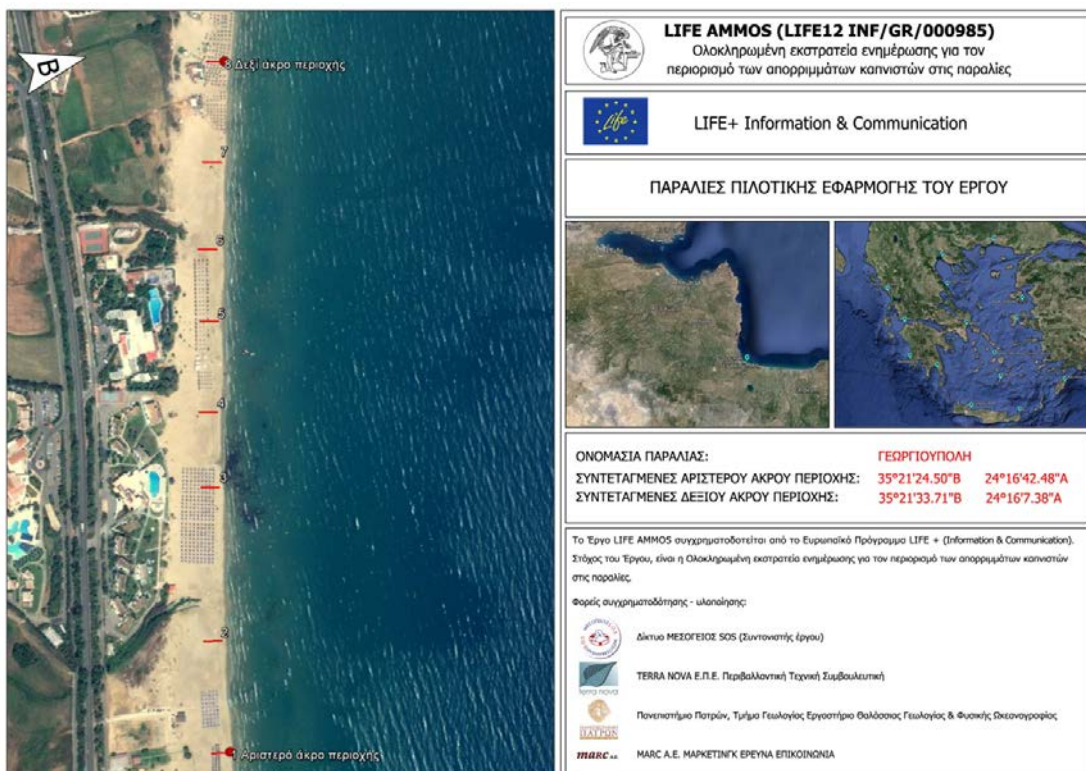 B
8 Δεξί άκρο περιοχής
7
6
5
4
3
2
1 Αριστερό άκρο περιοχής
LIFE AMMOS (LIFE12 INF/GR/000985)
Ολοκληρωμένη εκστρατεία ενημέρωσης για τον
περιορισμό των απορριμμάτων καπνιστών στις παραλίες
Life
LIFE+ Information & Communication
ΠΑΡΑΛΙΕΣ ΠΙΛΟΤΙΚΗΣ ΕΦΑΡΜΟΓΗΣ ΤΟΥ ΕΡΓΟΥ
ΟΝΟΜΑΣΙΑ ΠΑΡΑΛΙΑΣ: ΓΕΩΡΓΙΟΥΠΟΛΗ
ΣΥΝΤΕΤΑΓΜΕΝΕΣ ΑΡΙΣΤΕΡΟΥ ΑΚΡΟΥ ΠΕΡΙΟΧΗΣ: 35°21'24.50"Β 24°16'42.48"Α
ΣΥΝΤΕΤΑΓΜΕΝΕΣ ΔΕΞΙΟΥ ΑΚΡΟΥ ΠΕΡΙΟΧΗΣ: 35°21'33.71"Β 24°16'7.38"Α
Το Έργο LIFE AMMOS συγχρηματοδοτείται από το Ευρωπαϊκό Πρόγραμμα LIFE + (Information & Communication).
Στόχος του Έργου, είναι η Ολοκληρωμένη εκστρατεία ενημέρωσης για τον περιορισμό των απορριμμάτων καπνιστών
στις παραλίες.
Φορείς συγχρηματοδότησης - υλοποίησης:
Δίκτυο ΜΕΣΟΓΕΙΟΣ SOS (Συντονιστής έργου)
terra nova
TERRA NOVA Ε.Π.Ε. Περιβαλλοντική Τεχνική Συμβουλευτική
ΠΑΤΡΩΝ
Πανεπιστήμιο Πατρών, Τμήμα Γεωλογίας Εργαστήριο Θαλάσσιας Γεωλογίας & Φυσικής Ωκεανογραφίας
marc a.e.
MARC A.E. ΜΑΡΚΕΤΙΝΓΚ ΕΡΕΥΝΑ ΕΠΙΚΟΙΝΩΝΙΑ